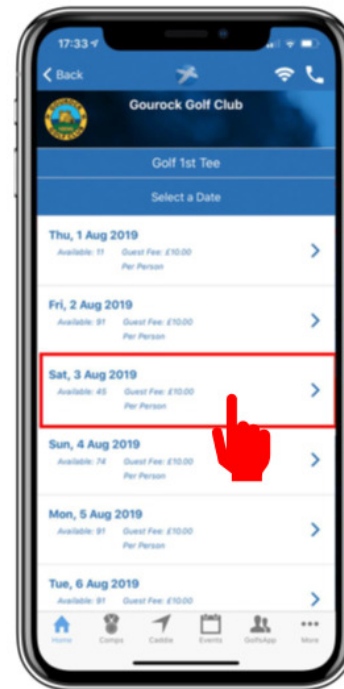 17:33
Back
Gourock Golf Club
GOUROCK
GOLF CLUB
Golf 1st Tee
Select a Date
Thu, 1 Aug 2019
Available: 11 Guest Fee: £10.00
Per Person
Fri, 2 Aug 2019
Available: 91 Guest Fee: £10.00
Per Person
Sat, 3 Aug 2019
Available: 45 Guest Fee: £10.00
Per Person
Sun, 4 Aug 2019
Available: 74 Guest Fee: £10.00
Per Person
Mon, 5 Aug 2019
Available: 91 Guest Fee: £10.00
Per Person
Tue, 6 Aug 2019
Available: 91 Guest Fee: £10.00
Home Comps Caddie Events GolfsApp More